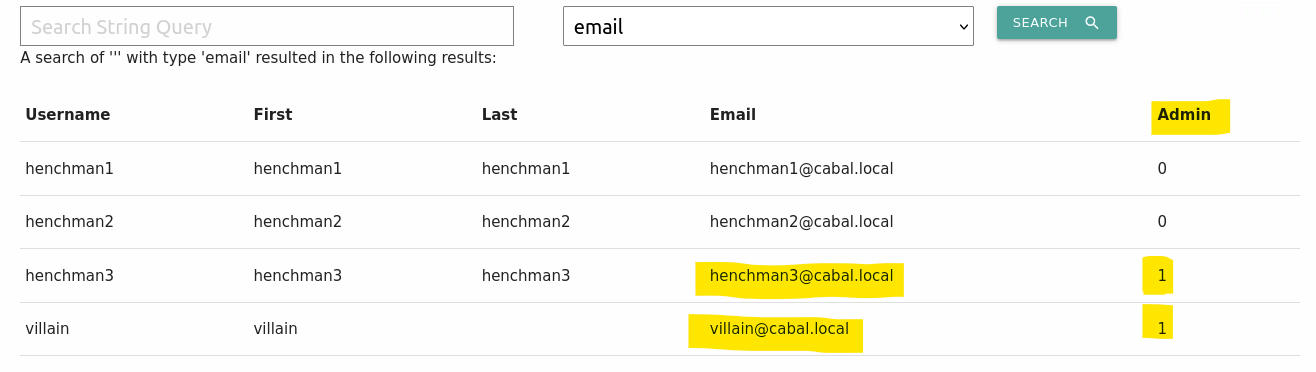 Search String Query email SEARCH
A search of ''' with type 'email' resulted in the following results:
Username First Last Email Admin
henchman1 henchman1 henchman1 henchman1@cabal.local 0
henchman2 henchman2 henchman2 henchman2@cabal.local 0
henchman3 henchman3 henchman3 henchman3@cabal.local 1
villain villain villain@cabal.local 1